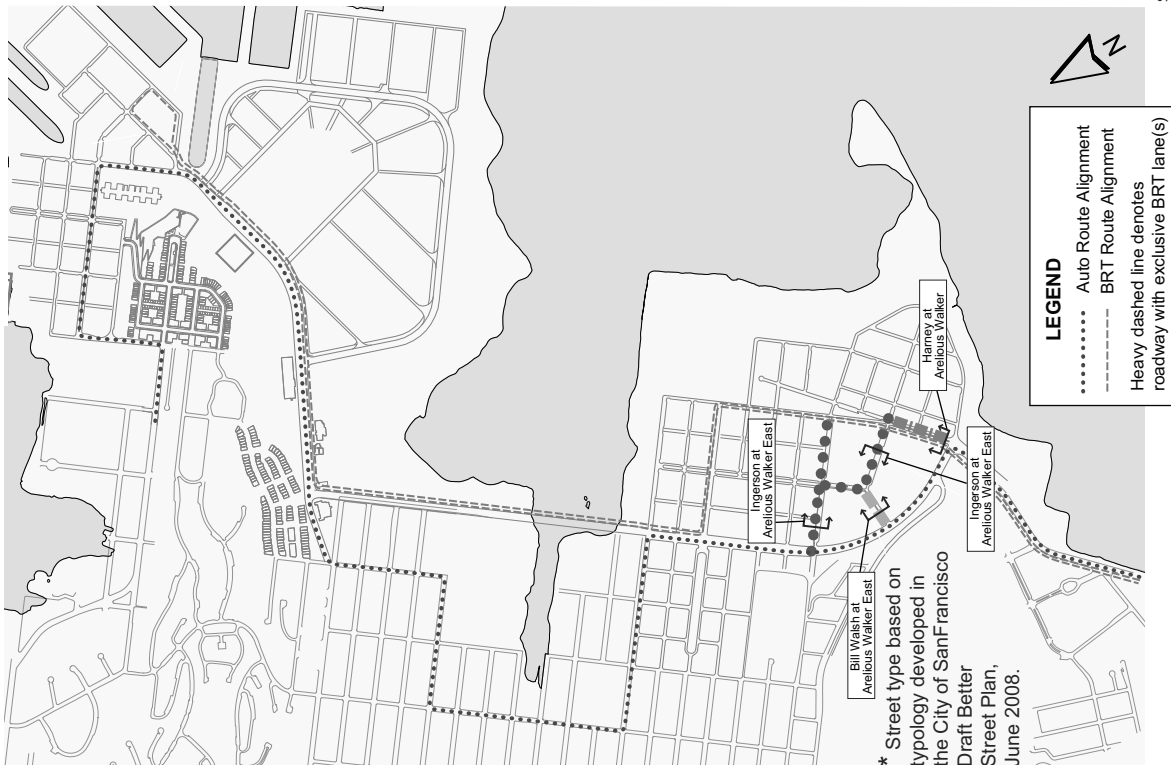 LEGEND
Auto Route Alignment
BRT Route Alignment
Heavy dashed line denotes
roadway with exclusive BRT lane(s)
N
Harney at
Arelious Walker
Ingerson at
Arelious Walker East
Ingerson at
Arelious Walker East
Bill Walsh at
Arelious Walker East
* Street type based on
typology developed in
the City of SanFrancisco
Draft Better
Street Plan,
June 2008.